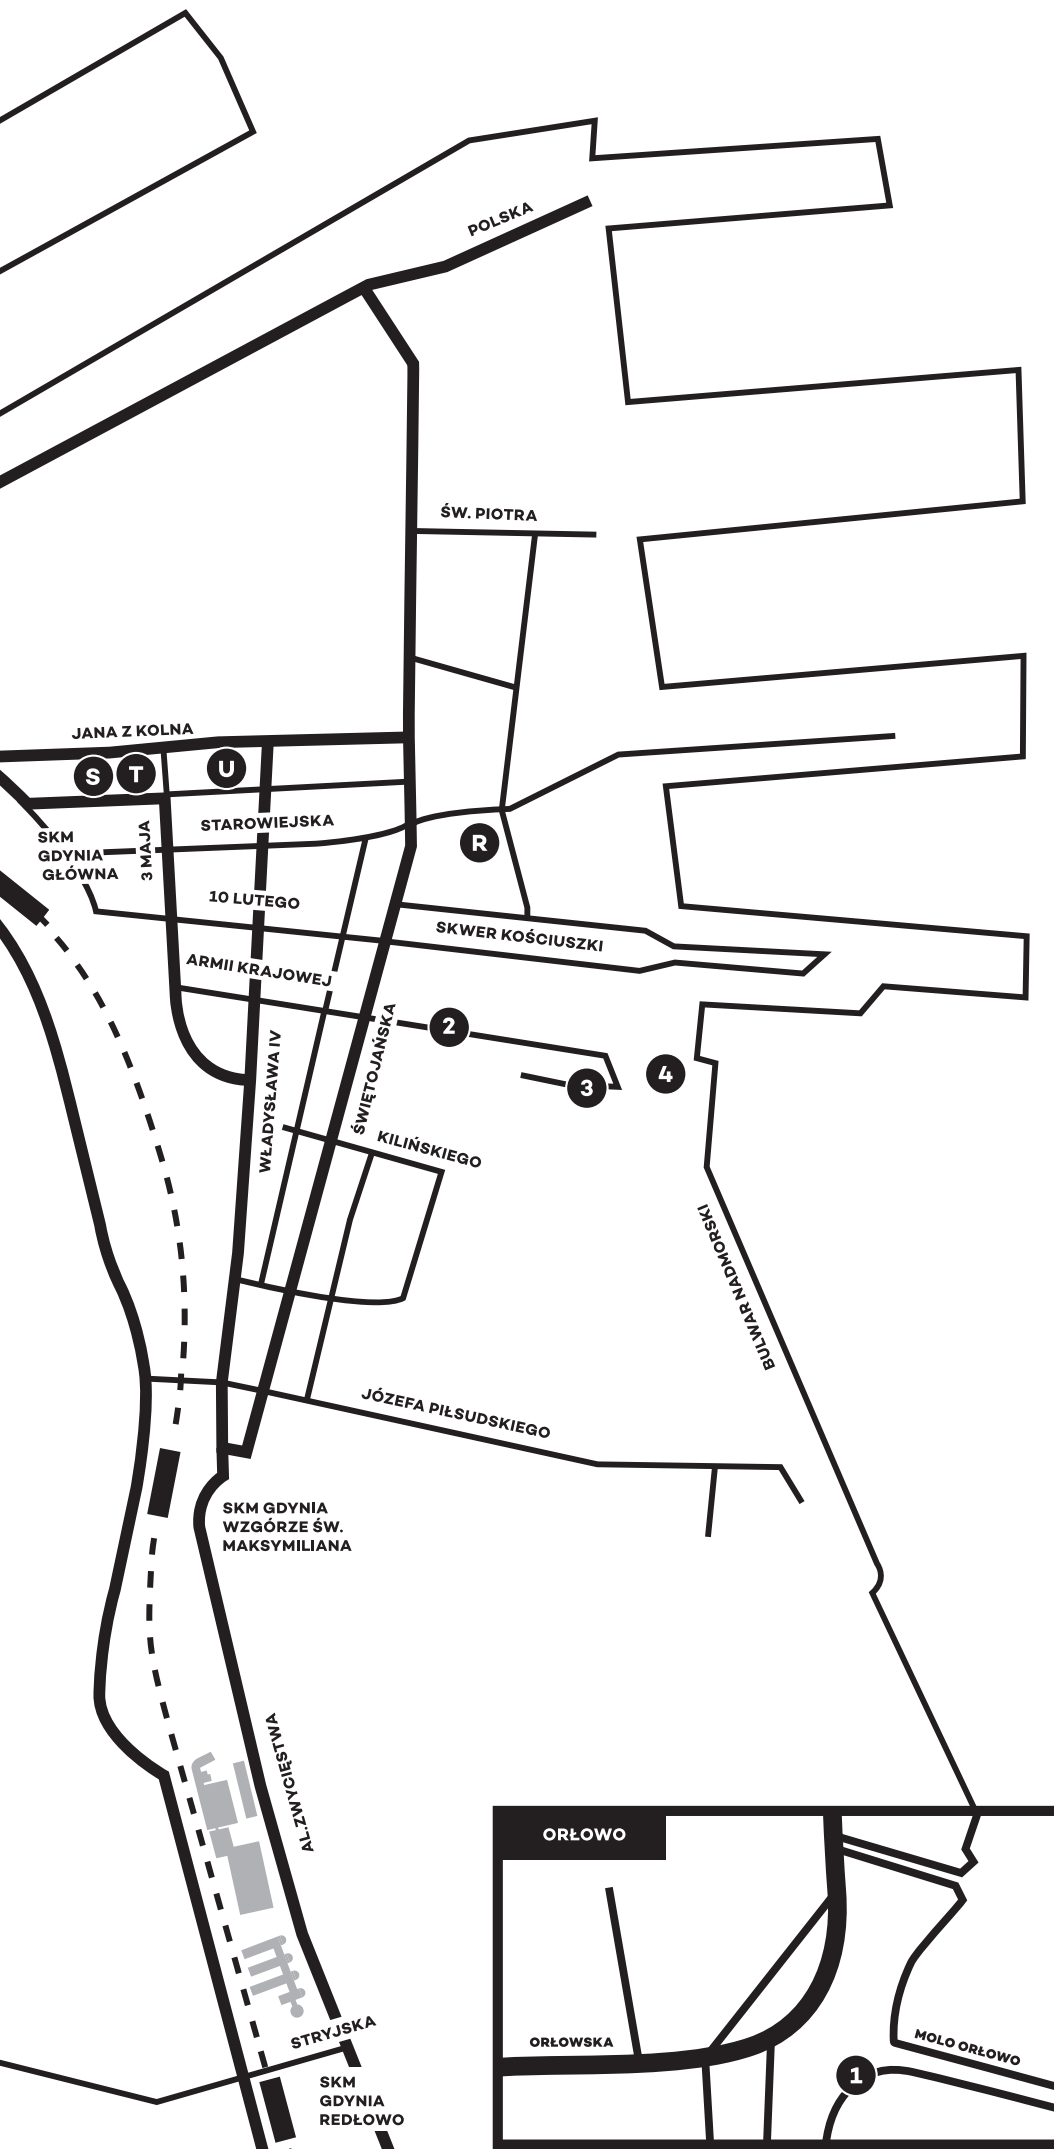 POLSKA
ŚW. PIOTRA
JANA Z KOLNA
S
T
U
STAROWIEJSKA
SKM
GDYNIA
GŁÓWNA
3 MAJA
R
10 LUTEGO
SKWER KOŚCIUSZKI
ARMII KRAJOWEJ
2
3
4
ŚWIĘTOJAŃSKA
WŁADYSŁAWA IV
KILIŃSKIEGO
BULWAR NADMORSKI
JÓZEFA PIŁSUDSKIEGO
SKM GDYNIA
WZGÓRZE ŚW.
MAKSYMILIANA
AL.ZWYCIĘSTWA
ORŁOWO
STRYJSKA
ORŁOWSKA
MOLO ORŁOWO
1
SKM
GDYNIA
REDŁOWO